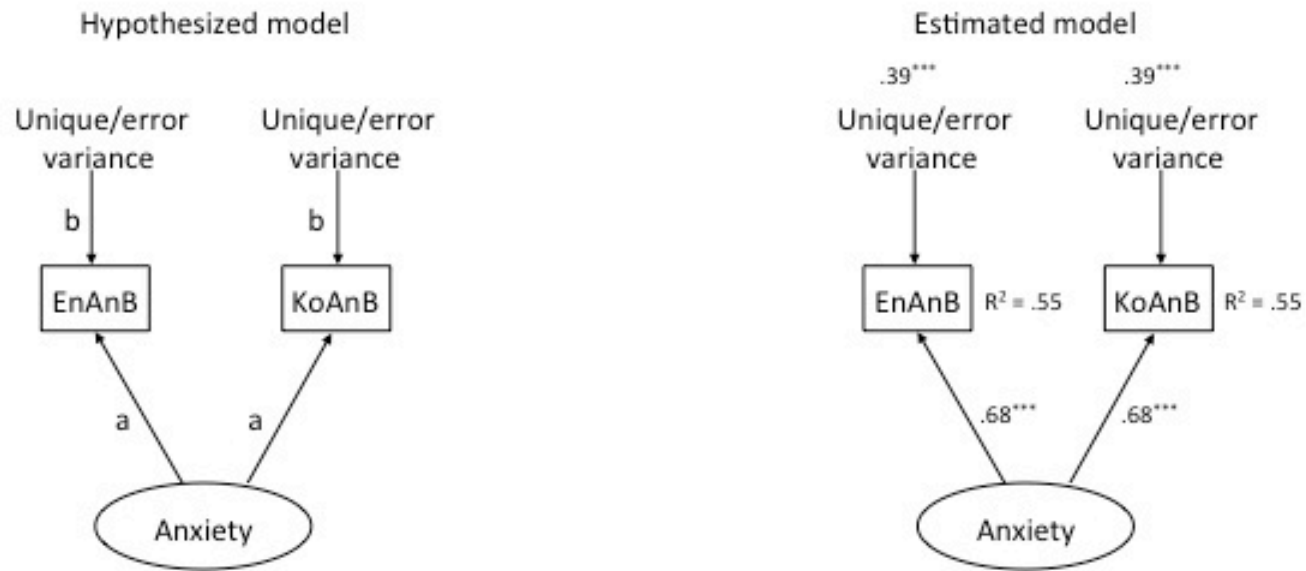 Hypothesized model
Unique/error
variance
Unique/error
variance
b
b
EnAnB
KoAnB
a
a
Anxiety
Estimated model
.39***
.39***
Unique/error
variance
Unique/error
variance
EnAnB
R² = .55
KoAnB
R² = .55
.68***
.68***
Anxiety